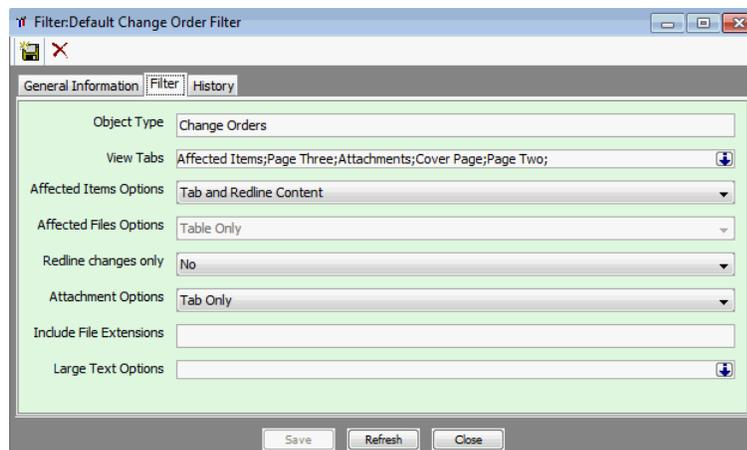 Filter:Default Change Order Filter
General Information Filter History
Object Type Change Orders
View Tabs Affected Items;Page Three;Attachments;Cover Page;Page Two;
Affected Items Options Tab and Redline Content
Affected Files Options Table Only
Redline changes only No
Attachment Options Tab Only
Include File Extensions
Large Text Options
Save Refresh Close